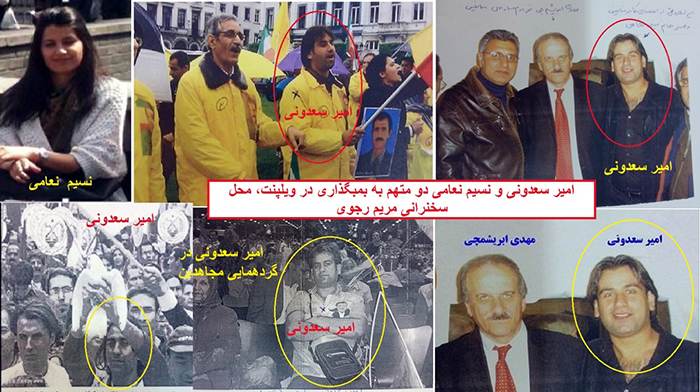 نسیم نعامی
امیر سعدونی
امیر سعدونی
امیر سعدونی و نسیم نعامی دو متهم به بمبگذاری در ویلپنت، محل
سخنرانی مریم رجوی
امیر سعدونی
امیر سعدونی در
گردهمایی مجاهدین
امیر سعدونی
مهدی ابریشمچی
امیر سعدونی